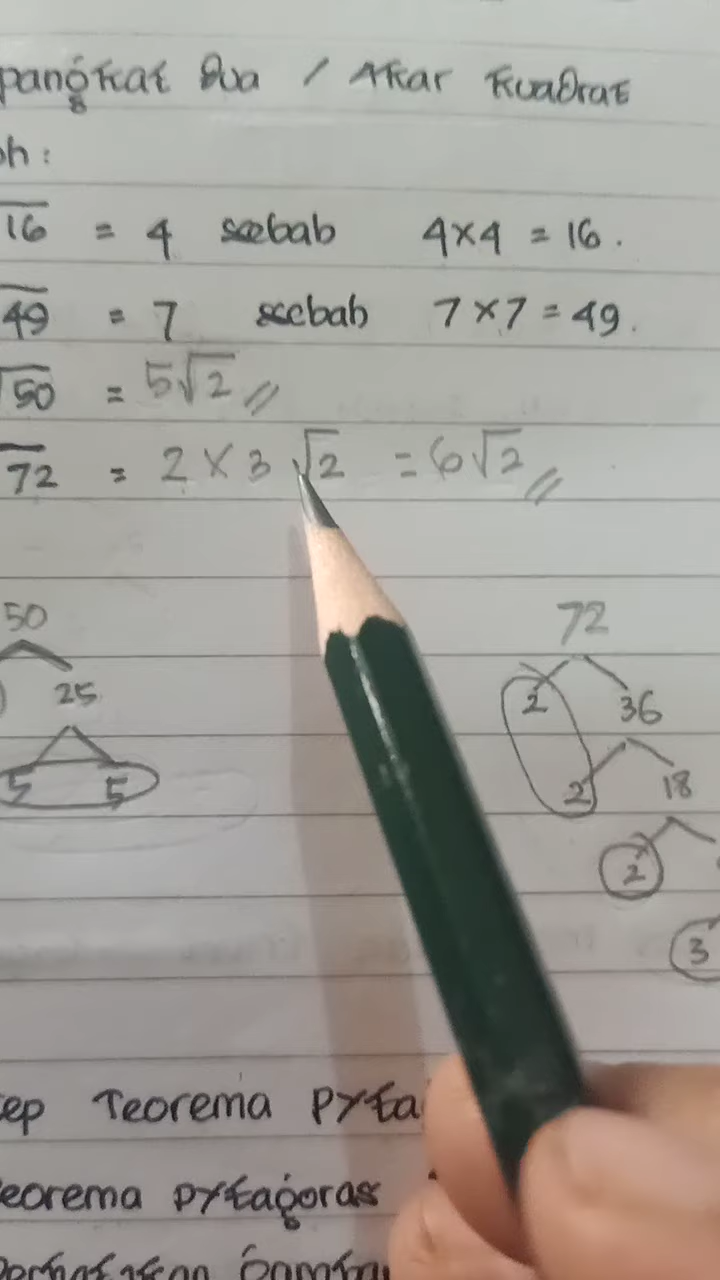 pangkat dua / Akar kuadrat
oh :
√16 = 4 sebab 4×4 = 16.
√49 = 7 sebab 7×7 = 49.
√50 = 5√2 //
√72 = 2 × 3 √2 = 6√2 //
50 72
25 2 36
5 5 2 18
2
3
ep Teorema pyta
eorema pytagoras